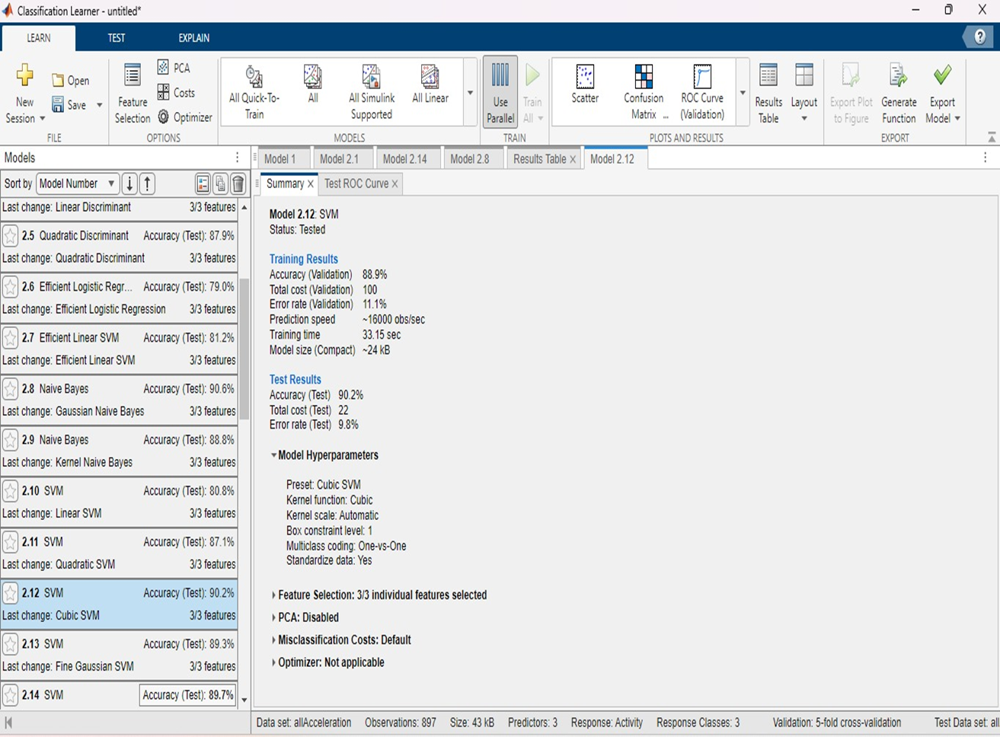 Classification Learner - untitled*
LEARN TEST EXPLAIN
New Session
Open
Save
FILE
Feature Selection
PCA
Costs
Optimizer
OPTIONS
All Quick-To-Train
All
All Simulink Supported
All Linear
MODELS
Use Parallel
Train All
TRAIN
Scatter
Confusion Matrix ...
ROC Curve (Validation)
Results Table
Layout
PLOTS AND RESULTS
Export Plot to Figure
Generate Function
Export Model
EXPORT
Models
Sort by Model Number
Last change: Linear Discriminant 3/3 features
2.5 Quadratic Discriminant Accuracy (Test): 87.9%
Last change: Quadratic Discriminant 3/3 features
2.6 Efficient Logistic Regr... Accuracy (Test): 79.0%
Last change: Efficient Logistic Regression 3/3 features
2.7 Efficient Linear SVM Accuracy (Test): 81.2%
Last change: Efficient Linear SVM 3/3 features
2.8 Naive Bayes Accuracy (Test): 90.6%
Last change: Gaussian Naive Bayes 3/3 features
2.9 Naive Bayes Accuracy (Test): 88.8%
Last change: Kernel Naive Bayes 3/3 features
2.10 SVM Accuracy (Test): 80.8%
Last change: Linear SVM 3/3 features
2.11 SVM Accuracy (Test): 87.1%
Last change: Quadratic SVM 3/3 features
2.12 SVM Accuracy (Test): 90.2%
Last change: Cubic SVM 3/3 features
2.13 SVM Accuracy (Test): 89.3%
Last change: Fine Gaussian SVM 3/3 features
2.14 SVM Accuracy (Test): 89.7%
Model 1 Model 2.1 Model 2.14 Model 2.8 Results Table Model 2.12
Summary Test ROC Curve
Model 2.12: SVM
Status: Tested
Training Results
Accuracy (Validation) 88.9%
Total cost (Validation) 100
Error rate (Validation) 11.1%
Prediction speed ~16000 obs/sec
Training time 33.15 sec
Model size (Compact) ~24 kB
Test Results
Accuracy (Test) 90.2%
Total cost (Test) 22
Error rate (Test) 9.8%
Model Hyperparameters
Preset: Cubic SVM
Kernel function: Cubic
Kernel scale: Automatic
Box constraint level: 1
Multiclass coding: One-vs-One
Standardize data: Yes
Feature Selection: 3/3 individual features selected
PCA: Disabled
Misclassification Costs: Default
Optimizer: Not applicable
Data set: allAcceleration Observations: 897 Size: 43 kB Predictors: 3 Response: Activity Response Classes: 3 Validation: 5-fold cross-validation Test Data set: all